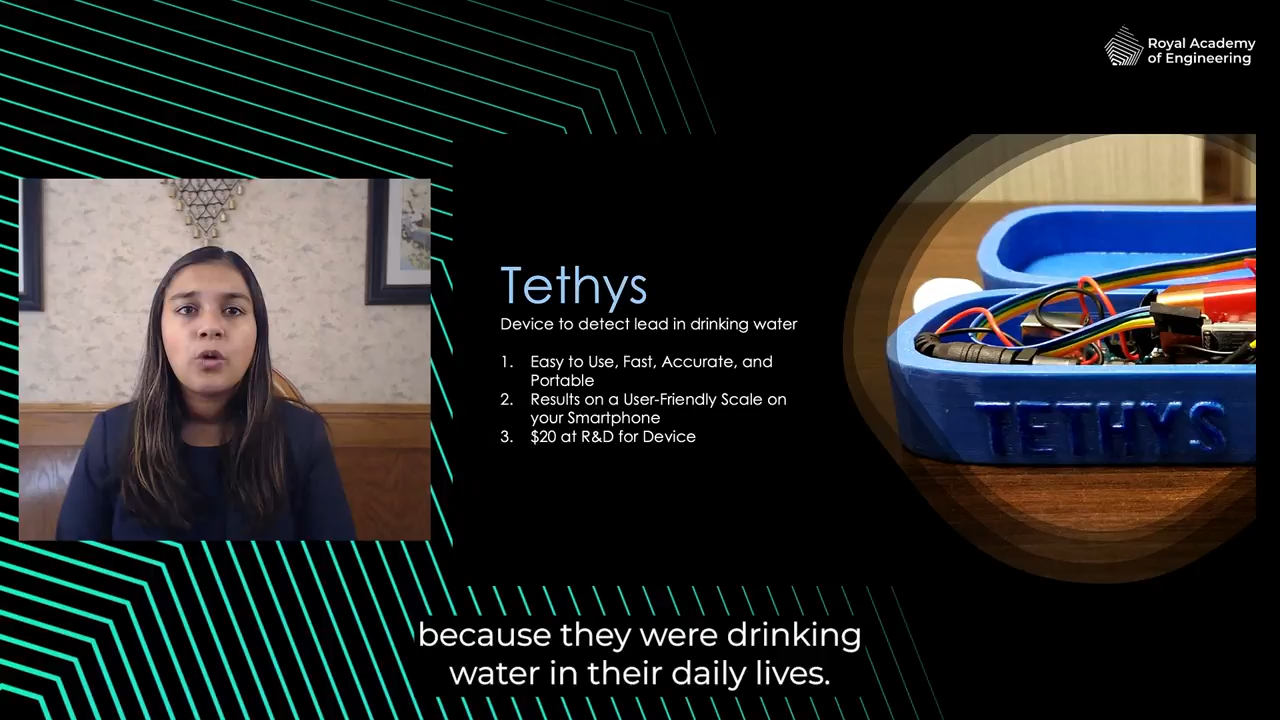 Royal Academy
of Engineering
Tethys
Device to detect lead in drinking water
1. Easy to Use, Fast, Accurate, and
Portable
2. Results on a User-Friendly Scale on
your Smartphone
3. $20 at R&D for Device
TETHYS
because they were drinking
water in their daily lives.